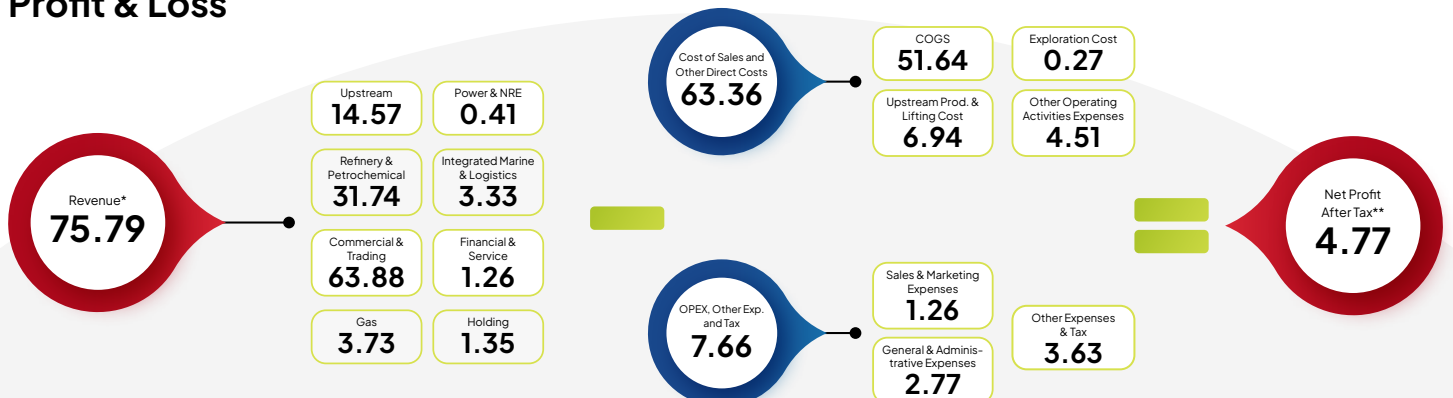 Profit & Loss
Revenue*
75.79
Upstream
14.57
Power & NRE
0.41
Refinery &
Petrochemical
31.74
Integrated Marine
& Logistics
3.33
Commercial &
Trading
63.88
Financial &
Service
1.26
Gas
3.73
Holding
1.35
Cost of Sales and
Other Direct Costs
63.36
COGS
51.64
Exploration Cost
0.27
Upstream Prod. &
Lifting Cost
6.94
Other Operating
Activities Expenses
4.51
OPEX, Other Exp.
and Tax
7.66
Sales & Marketing
Expenses
1.26
General & Adminis-
trative Expenses
2.77
Other Expenses
& Tax
3.63
Net Profit
After Tax**
4.77